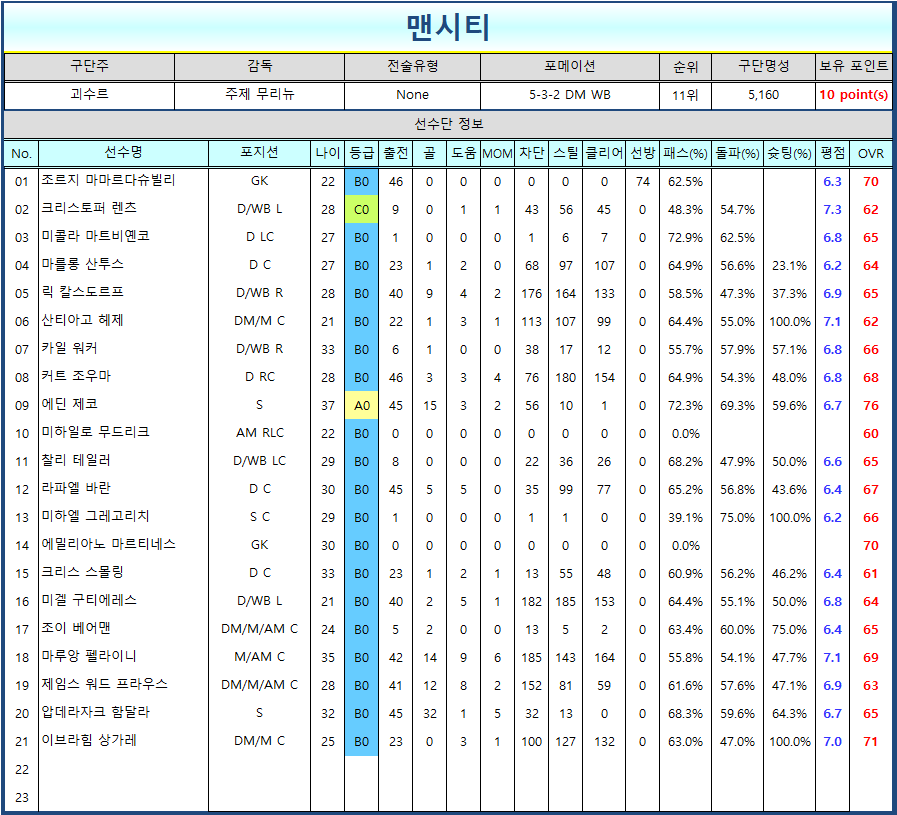 맨시티
구단주 감독 전술유형 포메이션 순위 구단명성 보유 포인트
괴수르 주제 무리뉴 None 5-3-2 DM WB 11위 5,160 10 point(s)
선수단 정보
No. 선수명 포지션 나이 등급 출전 골 도움 MOM 차단 스틸 클리어 선방 패스(%) 돌파(%) 슛팅(%) 평점 OVR
01 조르지 마마르다슈빌리 GK 22 B0 46 0 0 0 0 0 0 74 62.5% 6.3 70
02 크리스토퍼 렌츠 D/WB L 28 C0 9 0 1 1 43 56 45 0 48.3% 54.7% 7.3 62
03 미콜라 마트비옌코 D LC 27 B0 1 0 0 0 1 6 7 0 72.9% 62.5% 6.8 65
04 마를롱 산투스 D C 27 B0 23 1 2 0 68 97 107 0 64.9% 56.6% 23.1% 6.2 64
05 릭 칼스도르프 D/WB R 28 B0 40 9 4 2 176 164 133 0 58.5% 47.3% 37.3% 6.9 65
06 산티아고 헤제 DM/M C 21 B0 22 1 3 1 113 107 99 0 64.4% 55.0% 100.0% 7.1 62
07 카일 워커 D/WB R 33 B0 6 1 0 0 38 17 12 0 55.7% 57.9% 57.1% 6.8 66
08 커트 조우마 D RC 28 B0 46 3 3 4 76 180 154 0 64.9% 54.3% 48.0% 6.8 68
09 에딘 제코 S 37 A0 45 15 3 2 56 10 1 0 72.3% 69.3% 59.6% 6.7 76
10 미하일로 무드리크 AM RLC 22 B0 0 0 0 0 0 0 0 0 0.0% 60
11 찰리 테일러 D/WB LC 29 B0 8 0 0 0 22 36 26 0 68.2% 47.9% 50.0% 6.6 65
12 라파엘 바란 D C 30 B0 45 5 5 0 35 99 77 0 65.2% 56.8% 43.6% 6.4 67
13 미하엘 그레고리치 S C 29 B0 1 0 0 0 1 1 0 0 39.1% 75.0% 100.0% 6.2 66
14 에밀리아노 마르티네스 GK 30 B0 0 0 0 0 0 0 0 0 0.0% 70
15 크리스 스몰링 D C 33 B0 23 1 2 1 13 55 48 0 60.9% 56.2% 46.2% 6.4 61
16 미겔 구티에레스 D/WB L 21 B0 40 2 5 1 182 185 153 0 64.4% 55.1% 50.0% 6.8 64
17 조이 베어맨 DM/M/AM C 24 B0 5 2 0 0 13 5 2 0 63.4% 60.0% 75.0% 6.4 65
18 마루앙 펠라이니 M/AM C 35 B0 42 14 9 6 185 143 164 0 55.8% 54.1% 47.7% 7.1 69
19 제임스 워드 프라우스 DM/M/AM C 28 B0 41 12 8 2 152 81 59 0 61.6% 57.6% 47.1% 6.9 63
20 압데라자크 함달라 S 32 B0 45 32 1 5 32 13 0 0 68.3% 59.6% 64.3% 6.7 65
21 이브라힘 상가레 DM/M C 25 B0 23 0 3 1 100 127 132 0 63.0% 47.0% 100.0% 7.0 71
22
23